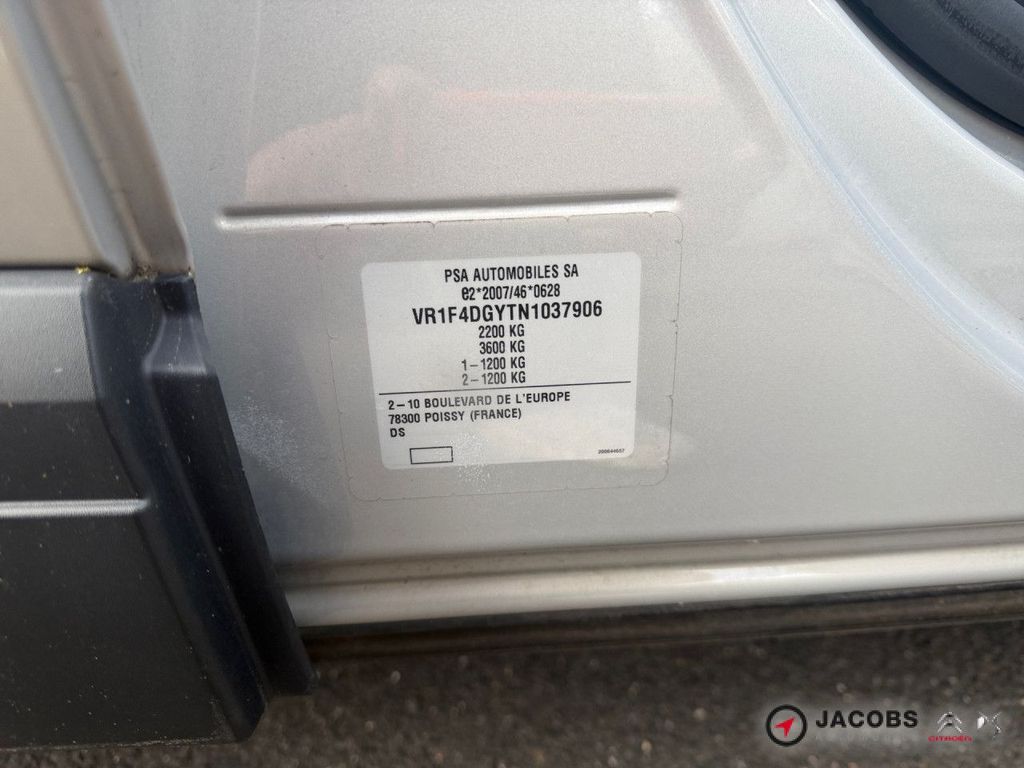 PSA AUTOMOBILES SA
e2*2007/46*0628
VR1F4DGYTN1037906
2200 KG
3600 KG
1-1200 KG
2-1200 KG
2-10 BOULEVARD DE L'EUROPE
78300 POISSY (FRANCE)
DS
JACOBS
CITROËN